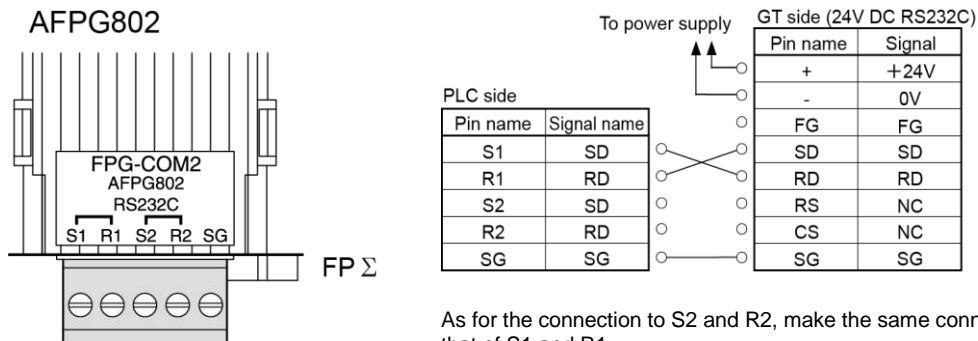 AFPG802
FPG-COM2
AFPG802
RS232C
S1 R1 S2 R2 SG
FP Σ
To power supply
GT side (24V DC RS232C)
Pin name Signal
+ +24V
- 0V
FG FG
SD SD
RD RD
RS NC
CS NC
SG SG
PLC side
Pin name Signal name
S1 SD
R1 RD
S2 SD
R2 RD
SG SG
As for the connection to S2 and R2, make the same
that of S1 and R1